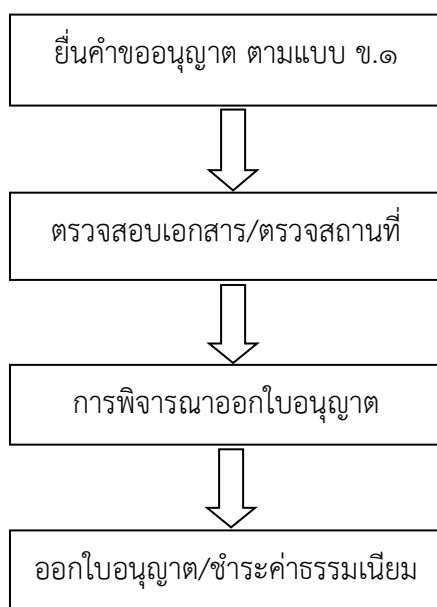 ยื่นคำขออนุญาต ตามแบบ ข.๑
ตรวจสอบเอกสาร/ตรวจสถานที่
การพิจารณาออกใบอนุญาต
ออกใบอนุญาต/ชำระค่าธรรมเนียม